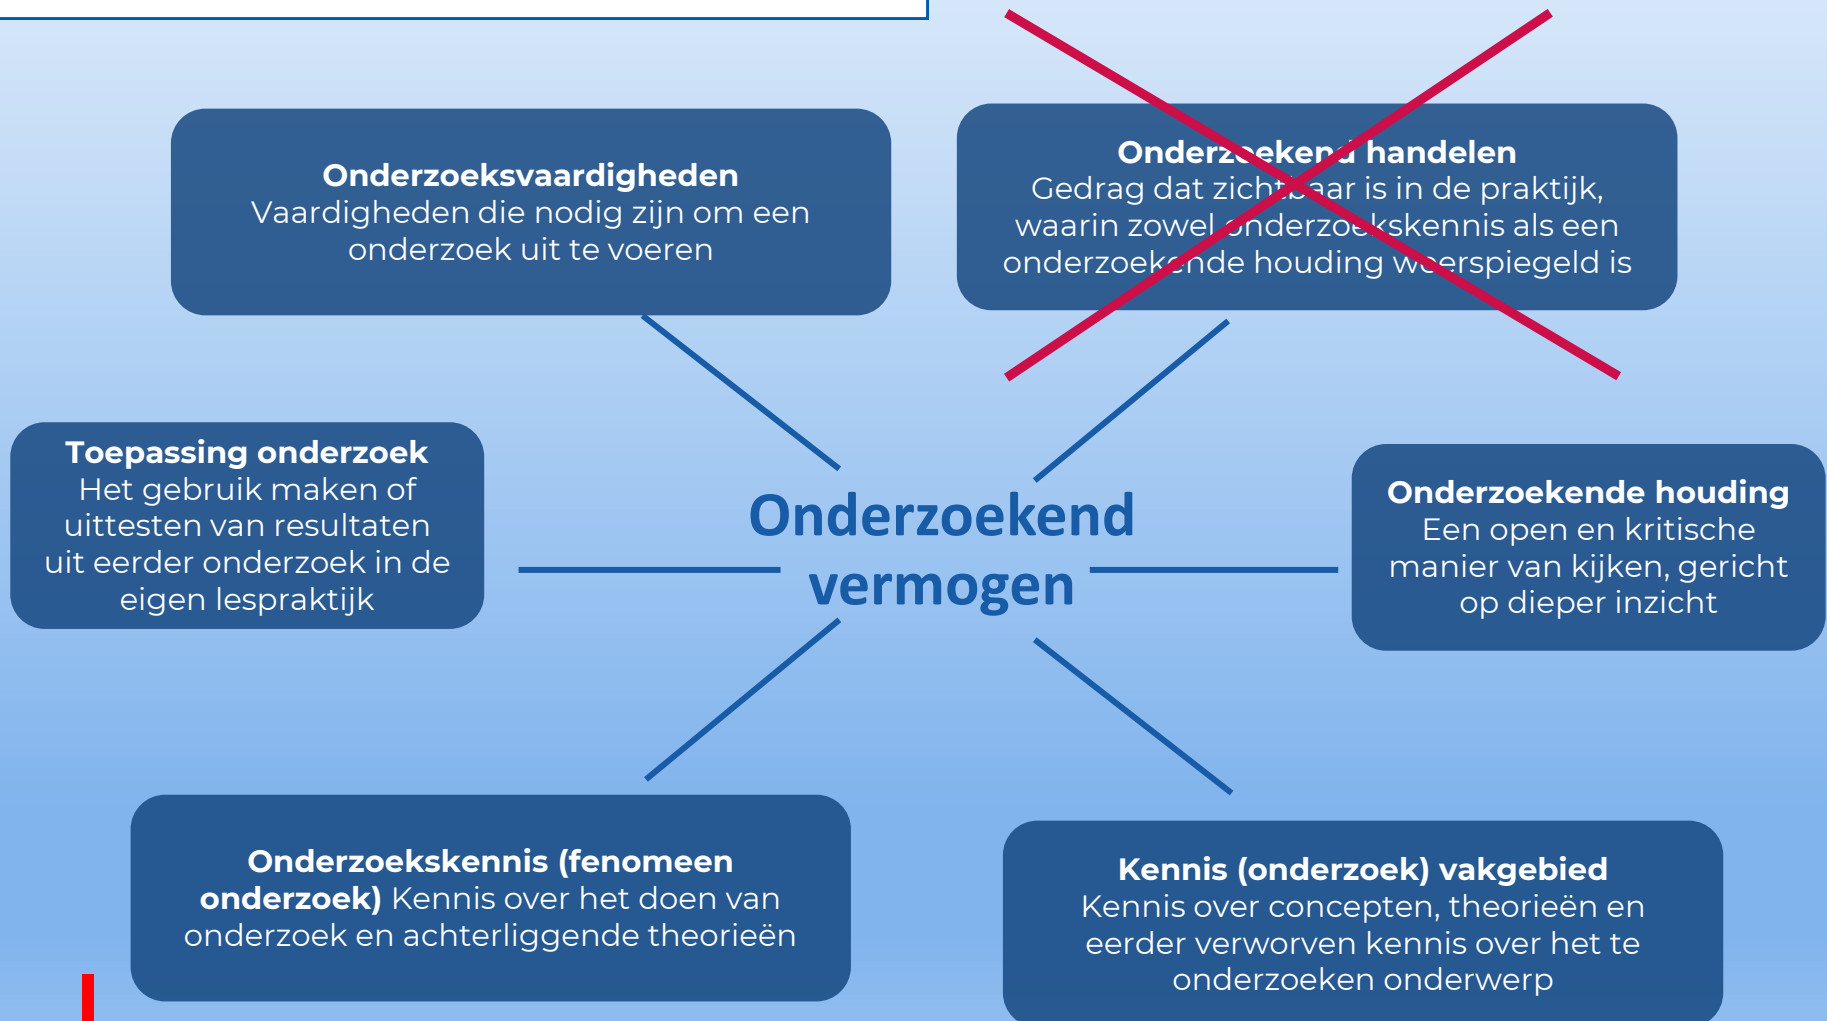 Onderzoeksvaardigheden
Vaardigheden die nodig zijn om een
onderzoek uit te voeren
Onderzoekend handelen
Gedrag dat zichtbaar is in de praktijk,
waarin zowel onderzoekskennis als een
onderzoekende houding weerspiegeld is
Toepassing onderzoek
Het gebruik maken of
uittesten van resultaten
uit eerder onderzoek in de
eigen lespraktijk
Onderzoekend
vermogen
Onderzoekende houding
Een open en kritische
manier van kijken, gericht
op dieper inzicht
Onderzoekskennis (fenomeen
onderzoek) Kennis over het doen van
onderzoek en achterliggende theorieën
Kennis (onderzoek) vakgebied
Kennis over concepten, theorieën en
eerder verworven kennis over het te
onderzoeken onderwerp